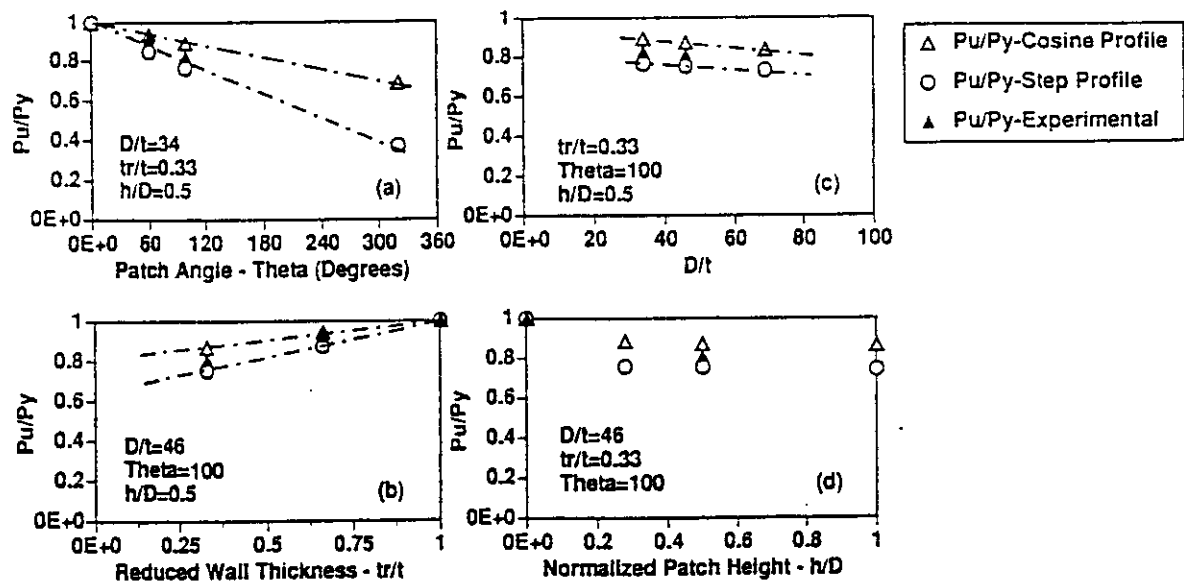 1
0.8
0.6
0.4
0.2
0E+0
Pu/Py
D/t=34
tr/t=0.33
h/D=0.5
(a)
0E+0 60 120 180 240 300 360
Patch Angle - Theta (Degrees)
1
0.8
0.6
0.4
0.2
0E+0
Pu/Py
tr/t=0.33
Theta=100
h/D=0.5
(c)
0E+0 20 40 60 80 100
D/t
Pu/Py-Cosine Profile
Pu/Py-Step Profile
Pu/Py-Experimental
1
0.8
0.6
0.4
0.2
0E+0
Pu/Py
D/t=46
Theta=100
h/D=0.5
(b)
0E+0 0.25 0.5 0.75 1
Reduced Wall Thickness - tr/t
1
0.8
0.6
0.4
0.2
0E+0
Pu/Py
D/t=46
tr/t=0.33
Theta=100
(d)
0E+0 0.2 0.4 0.6 0.8 1
Normalized Patch Height - h/D